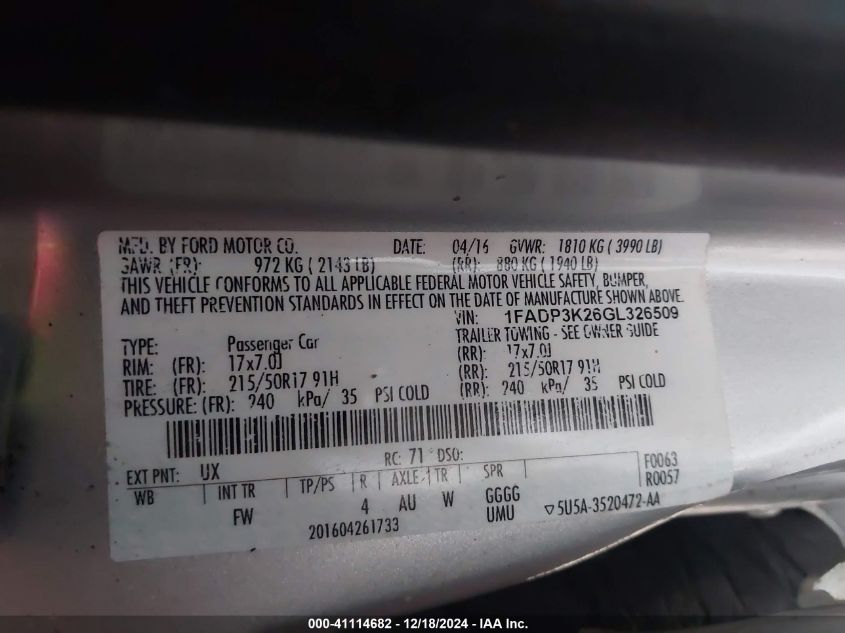 MFD. BY FORD MOTOR CO. DATE: 04/16 GVWR: 1810 KG ( 3990 LB)
GAWR (FR): 972 KG ( 2143 LB) (RR): 880 KG ( 1940 LB)
THIS VEHICLE CONFORMS TO ALL APPLICABLE FEDERAL MOTOR VEHICLE SAFETY, BUMPER,
AND THEFT PREVENTION STANDARDS IN EFFECT ON THE DATE OF MANUFACTURE SHOWN ABOVE.
VIN: 1FADP3K26GL326509
TYPE: Passenger Car TRAILER TOWING - SEE OWNER GUIDE
RIM: (FR): 17x7.0J (RR): 17x7.0J
TIRE: (FR): 215/50R17 91H (RR): 215/50R17 91H
PRESSURE: (FR): 240 kPa/ 35 PSI COLD (RR): 240 kPa/ 35 PSI COLD
RC: 71 DSO: F0063
EXT PNT: UX R0057
WB INT TR TP/PS R AXLE TR SPR
FW 4 AU W GGGG
201604261733 UMU ▽5U5A-3520472-AA
000-41114682 - 12/18/2024 - IAA Inc.